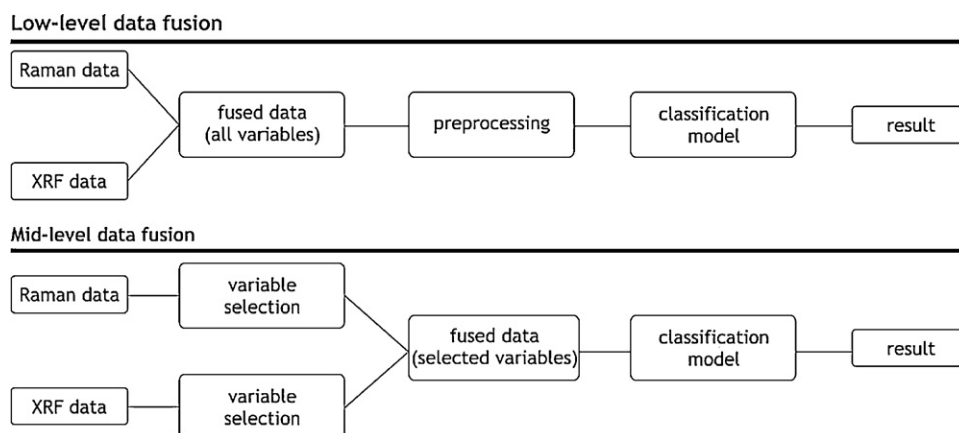 Low-level data fusion
Raman data
XRF data
fused data
(all variables)
preprocessing
classification
model
result
Mid-level data fusion
Raman data
variable
selection
XRF data
variable
selection
fused data
(selected variables)
classification
model
result